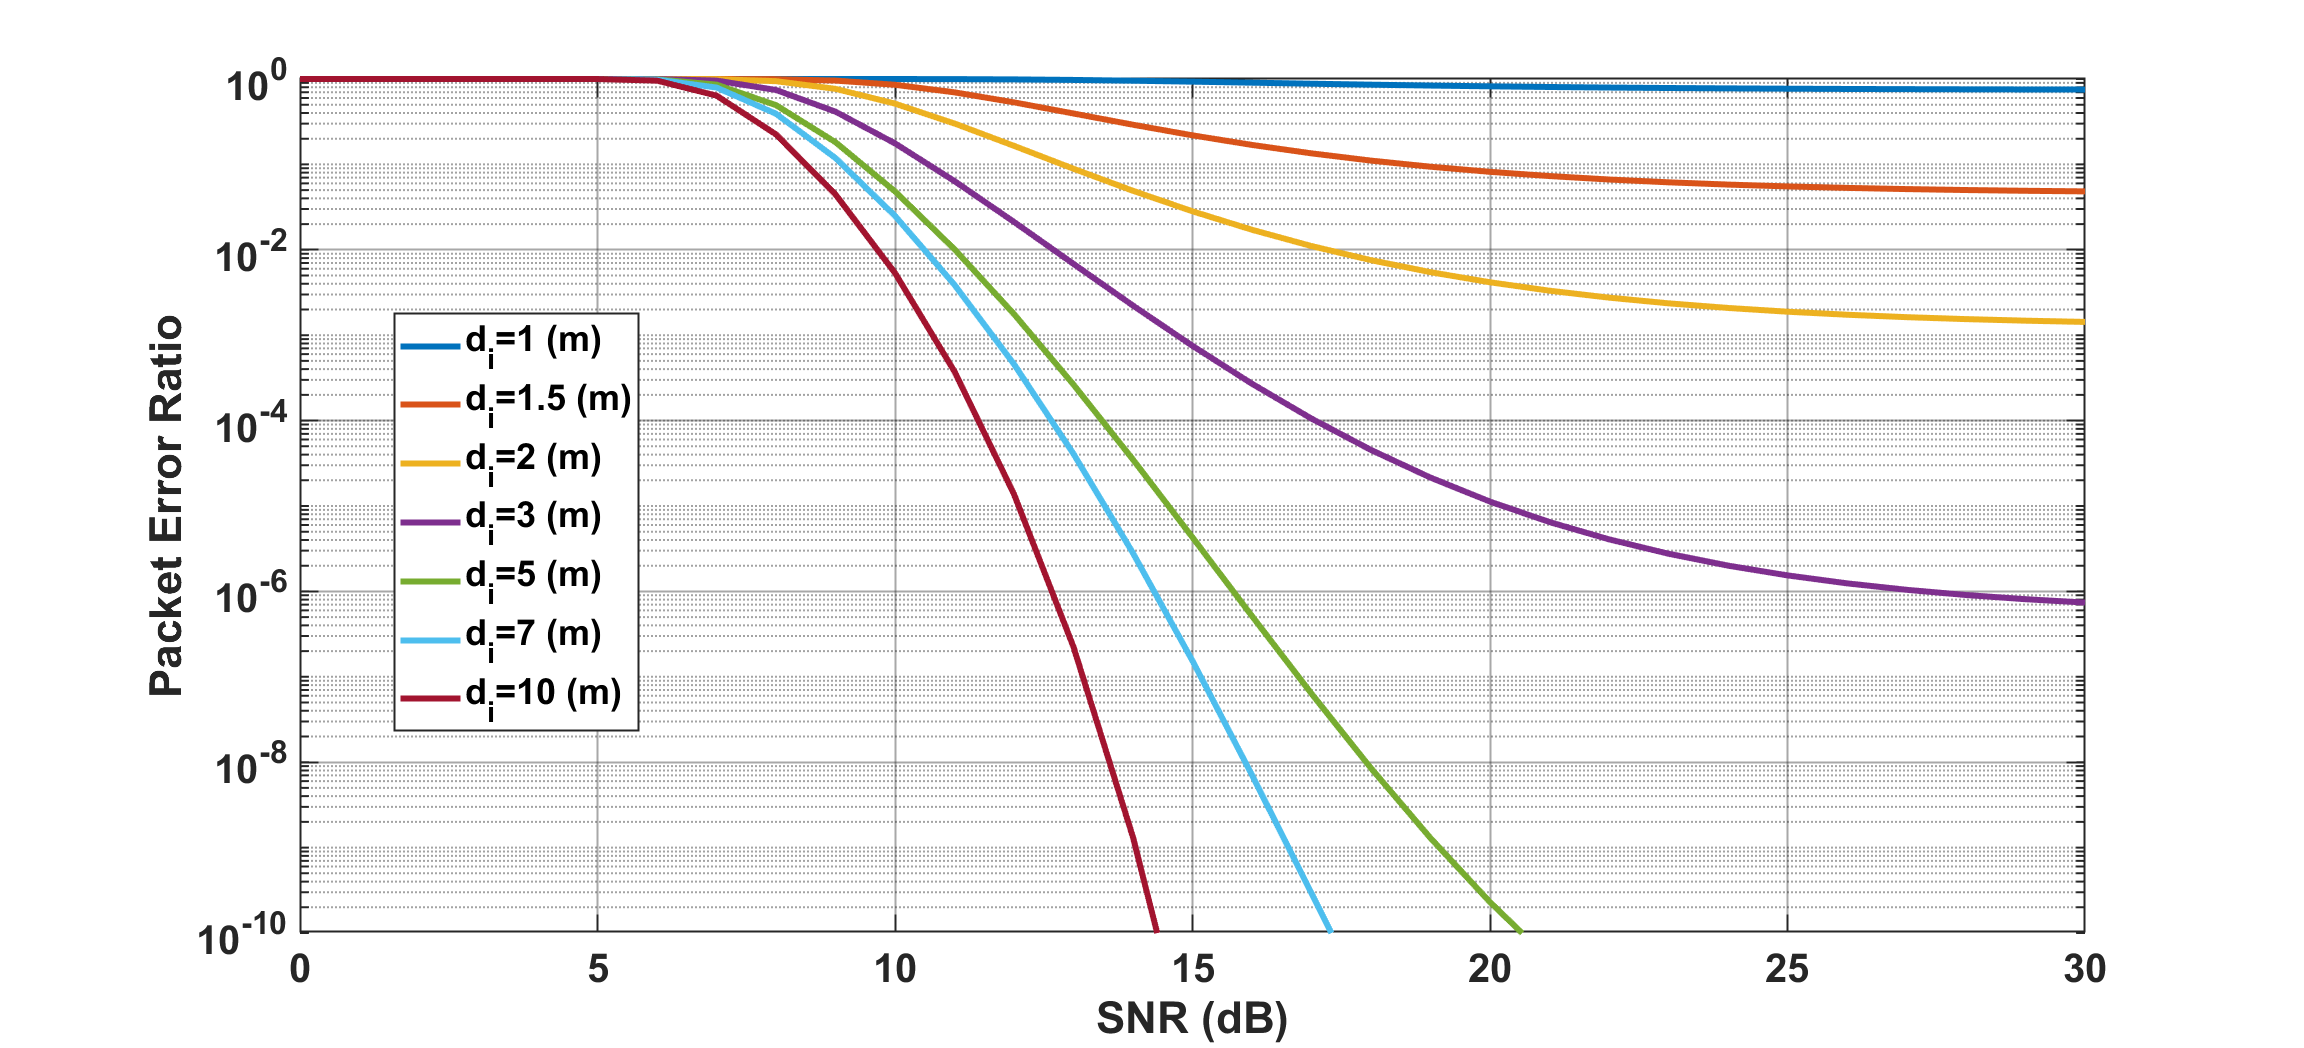 10^0
10^-2
10^-4
10^-6
10^-8
10^-10
Packet Error Ratio
d_i=1 (m)
d_i=1.5 (m)
d_i=2 (m)
d_i=3 (m)
d_i=5 (m)
d_i=7 (m)
d_i=10 (m)
0 5 10 15 20 25 30
SNR (dB)